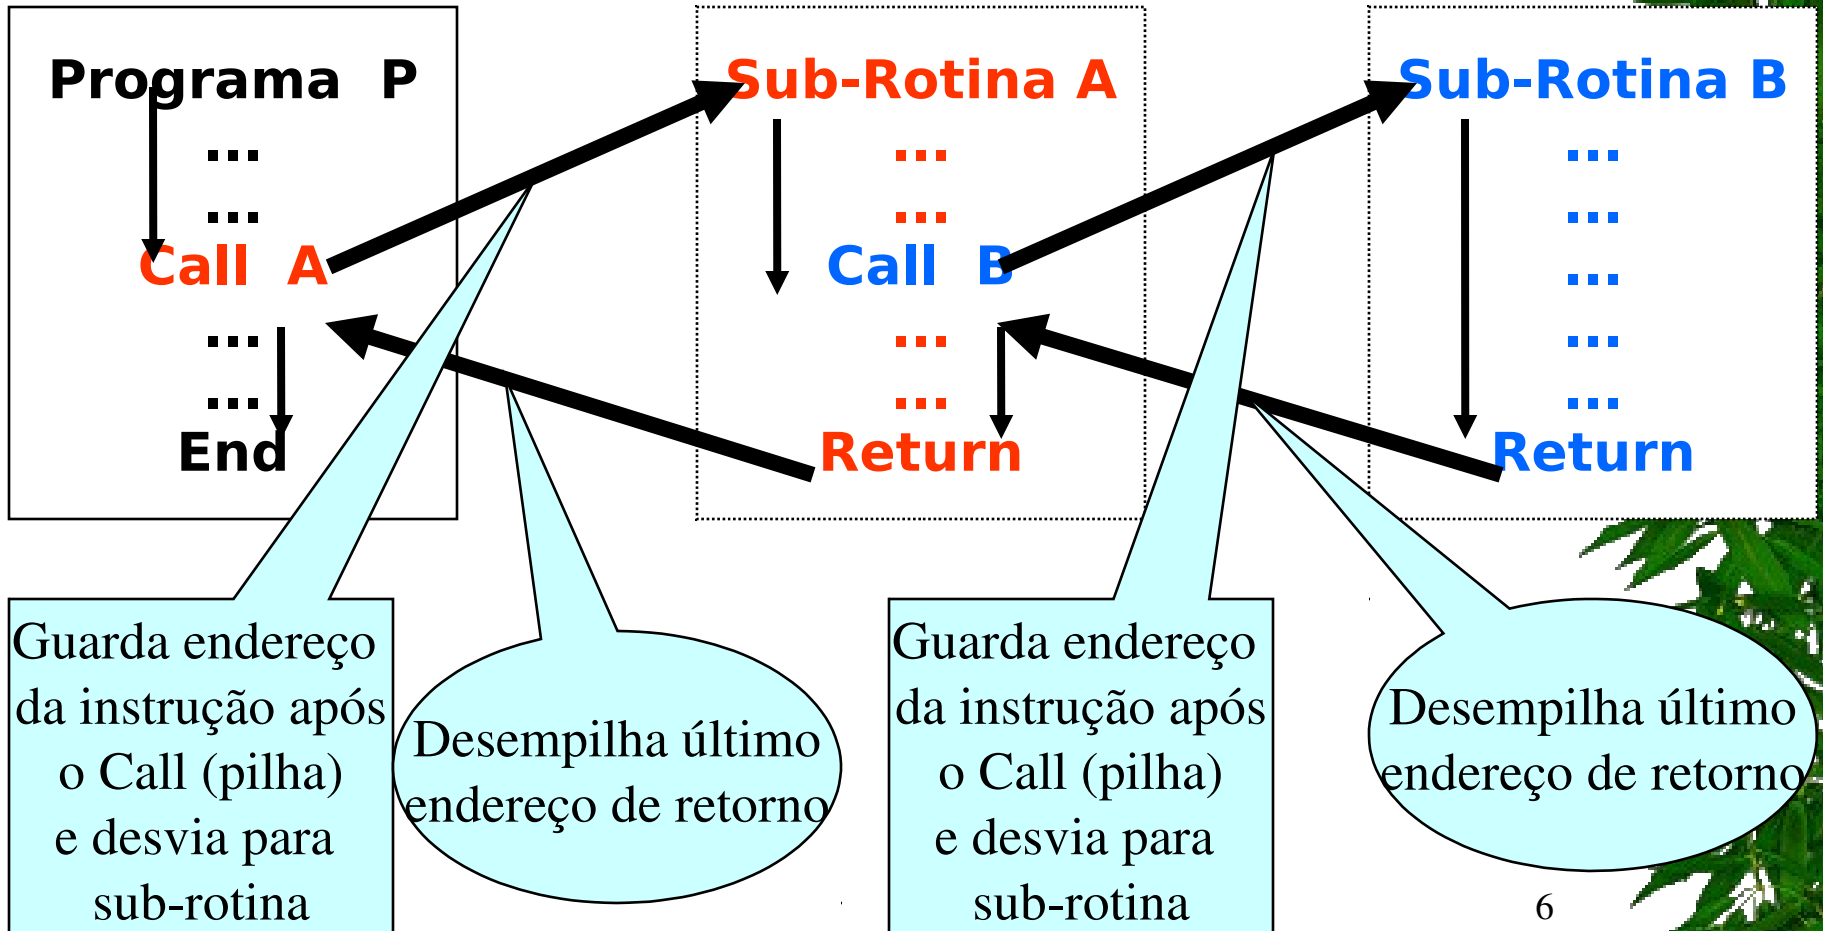 Programa P
...
...
Call A
...
...
End
Sub-Rotina A
...
...
Call B
...
...
Return
Sub-Rotina B
...
...
...
...
...
Return
Guarda endereço
da instrução após
o Call (pilha)
e desvia para
sub-rotina
Desempilha último
endereço de retorno
Guarda endereço
da instrução após
o Call (pilha)
e desvia para
sub-rotina
Desempilha último
endereço de retorno
6